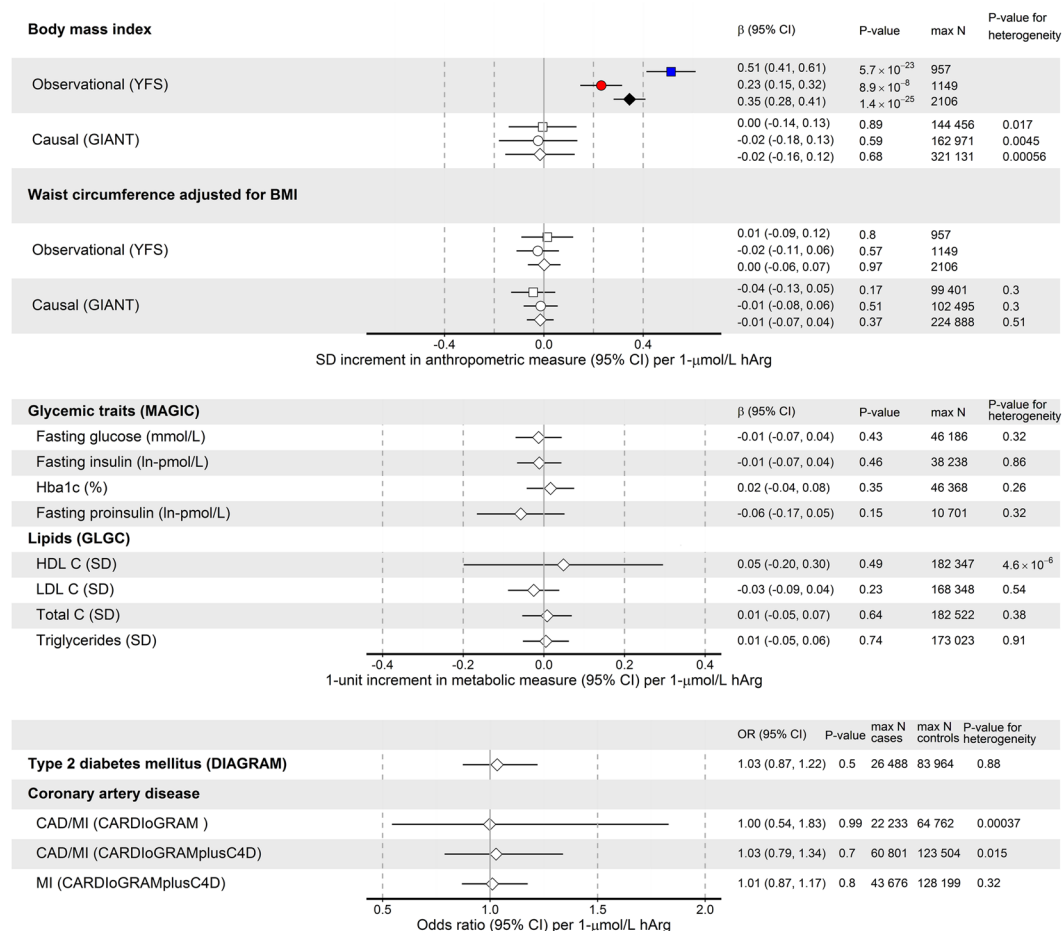 Body mass index β (95% CI) P-value max N P-value for heterogeneity
Observational (YFS)
0.51 (0.41, 0.61) 5.7 × 10⁻²³ 957
0.23 (0.15, 0.32) 8.9 × 10⁻⁸ 1149
0.35 (0.28, 0.41) 1.4 × 10⁻²⁵ 2106
Causal (GIANT)
0.00 (-0.14, 0.13) 0.89 144 456 0.017
-0.02 (-0.18, 0.13) 0.59 162 971 0.0045
-0.02 (-0.16, 0.12) 0.68 321 131 0.00056
Waist circumference adjusted for BMI
Observational (YFS)
0.01 (-0.09, 0.12) 0.8 957
-0.02 (-0.11, 0.06) 0.57 1149
0.00 (-0.06, 0.07) 0.97 2106
Causal (GIANT)
-0.04 (-0.13, 0.05) 0.17 99 401 0.3
-0.01 (-0.08, 0.06) 0.51 102 495 0.3
-0.01 (-0.07, 0.04) 0.37 224 888 0.51
-0.4 0.0 0.4
SD increment in anthropometric measure (95% CI) per 1-μmol/L hArg
Glycemic traits (MAGIC) β (95% CI) P-value max N P-value for heterogeneity
Fasting glucose (mmol/L) -0.01 (-0.07, 0.04) 0.43 46 186 0.32
Fasting insulin (ln-pmol/L) -0.01 (-0.07, 0.04) 0.46 38 238 0.86
Hba1c (%) 0.02 (-0.04, 0.08) 0.35 46 368 0.26
Fasting proinsulin (ln-pmol/L) -0.06 (-0.17, 0.05) 0.15 10 701 0.32
Lipids (GLGC)
HDL C (SD) 0.05 (-0.20, 0.30) 0.49 182 347 4.6 × 10⁻⁶
LDL C (SD) -0.03 (-0.09, 0.04) 0.23 168 348 0.54
Total C (SD) 0.01 (-0.05, 0.07) 0.64 182 522 0.38
Triglycerides (SD) 0.01 (-0.05, 0.06) 0.74 173 023 0.91
-0.4 -0.2 0.0 0.2 0.4
1-unit increment in metabolic measure (95% CI) per 1-μmol/L hArg
OR (95% CI) P-value max N cases max N controls P-value for heterogeneity
Type 2 diabetes mellitus (DIAGRAM) 1.03 (0.87, 1.22) 0.5 26 488 83 964 0.88
Coronary artery disease
CAD/MI (CARDIoGRAM ) 1.00 (0.54, 1.83) 0.99 22 233 64 762 0.00037
CAD/MI (CARDIoGRAMplusC4D) 1.03 (0.79, 1.34) 0.7 60 801 123 504 0.015
MI (CARDIoGRAMplusC4D) 1.01 (0.87, 1.17) 0.8 43 676 128 199 0.32
0.5 1.0 1.5 2.0
Odds ratio (95% CI) per 1-μmol/L hArg